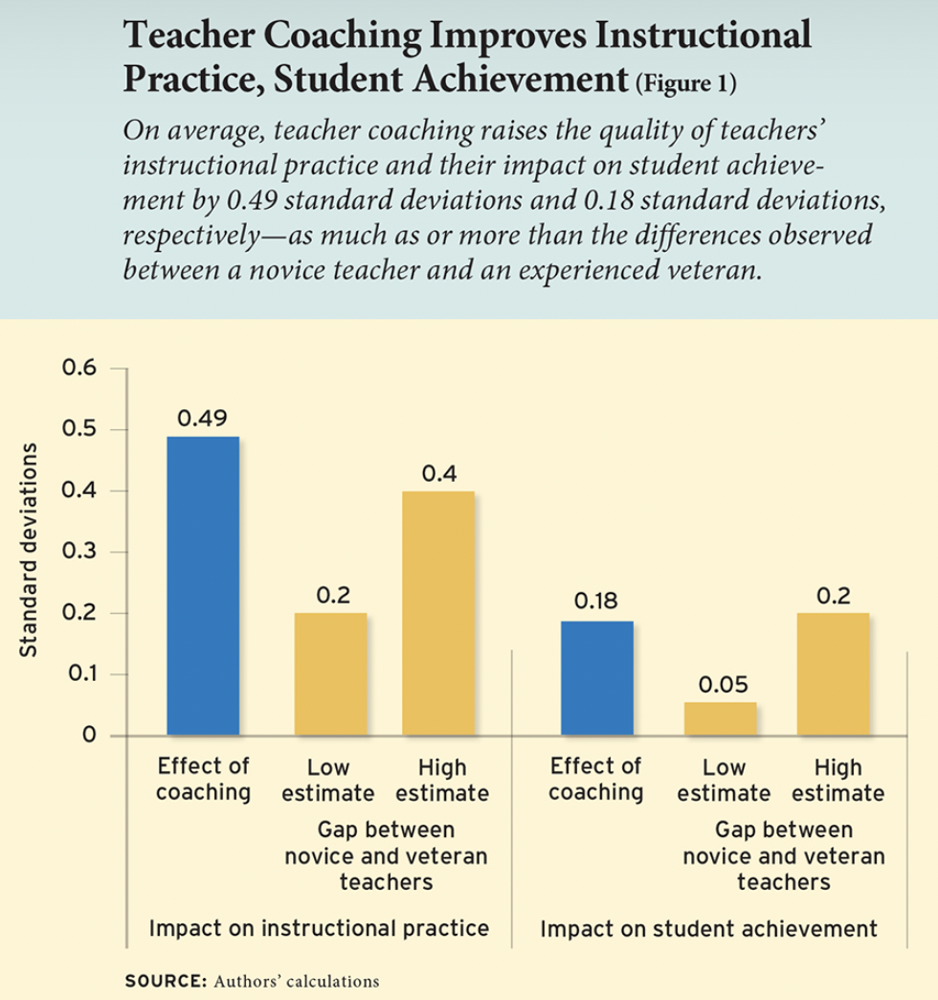 Teacher Coaching Improves Instructional
Practice, Student Achievement (Figure 1)
On average, teacher coaching raises the quality of teachers’
instructional practice and their impact on student achieve-
ment by 0.49 standard deviations and 0.18 standard deviations,
respectively—as much as or more than the differences observed
between a novice teacher and an experienced veteran.
Standard deviations
0.6
0.5
0.4
0.3
0.2
0.1
0
0.49
0.2
0.4
0.18
0.05
0.2
Effect of
coaching
Low
estimate
High
estimate
Gap between
novice and veteran
teachers
Impact on instructional practice
Effect of
coaching
Low
estimate
High
estimate
Gap between
novice and veteran
teachers
Impact on student achievement
SOURCE: Authors’ calculations